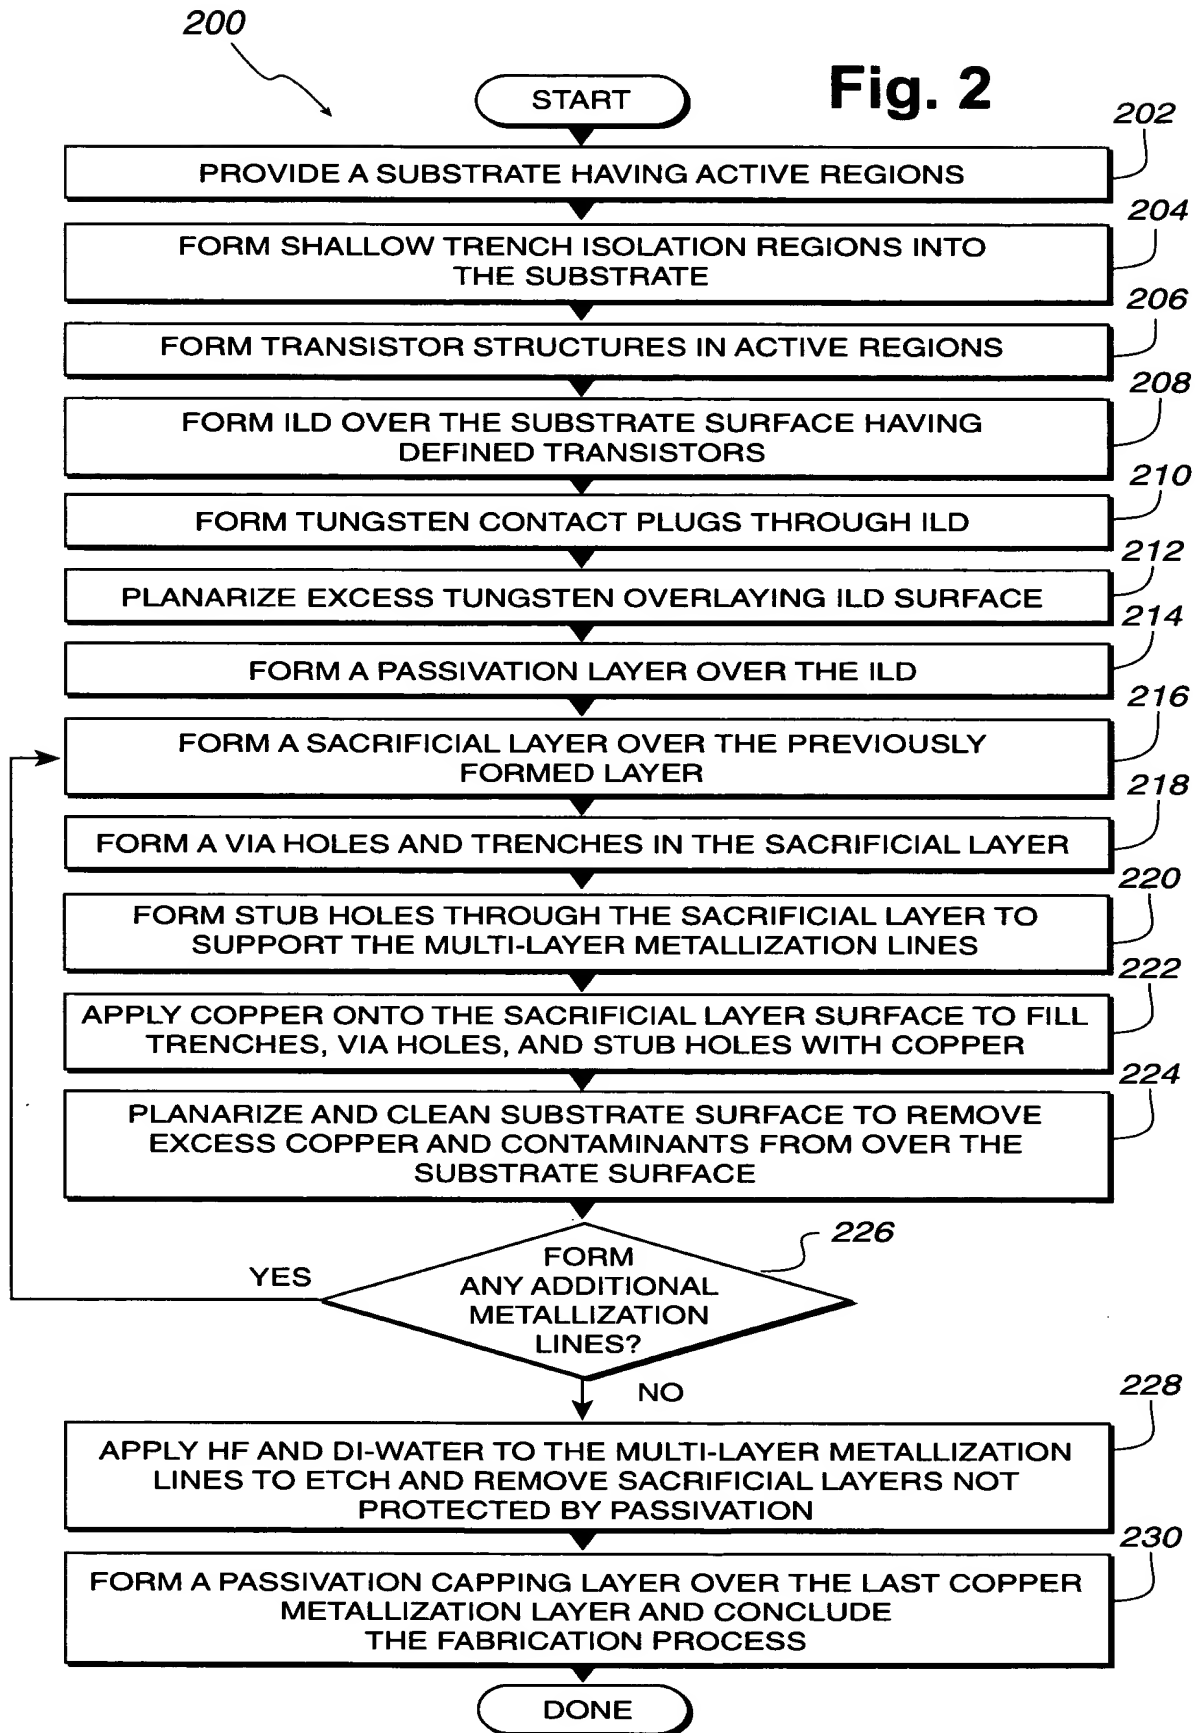 200
Fig. 2
START
202
PROVIDE A SUBSTRATE HAVING ACTIVE REGIONS
204
FORM SHALLOW TRENCH ISOLATION REGIONS INTO
THE SUBSTRATE
206
FORM TRANSISTOR STRUCTURES IN ACTIVE REGIONS
208
FORM ILD OVER THE SUBSTRATE SURFACE HAVING
DEFINED TRANSISTORS
210
FORM TUNGSTEN CONTACT PLUGS THROUGH ILD
212
PLANARIZE EXCESS TUNGSTEN OVERLAYING ILD SURFACE
214
FORM A PASSIVATION LAYER OVER THE ILD
216
FORM A SACRIFICIAL LAYER OVER THE PREVIOUSLY
FORMED LAYER
218
FORM A VIA HOLES AND TRENCHES IN THE SACRIFICIAL LAYER
220
FORM STUB HOLES THROUGH THE SACRIFICIAL LAYER TO
SUPPORT THE MULTI-LAYER METALLIZATION LINES
222
APPLY COPPER ONTO THE SACRIFICIAL LAYER SURFACE TO FILL
TRENCHES, VIA HOLES, AND STUB HOLES WITH COPPER
224
PLANARIZE AND CLEAN SUBSTRATE SURFACE TO REMOVE
EXCESS COPPER AND CONTAMINANTS FROM OVER THE
SUBSTRATE SURFACE
226
FORM
ANY ADDITIONAL
METALLIZATION
LINES?
YES
NO
228
APPLY HF AND DI-WATER TO THE MULTI-LAYER METALLIZATION
LINES TO ETCH AND REMOVE SACRIFICIAL LAYERS NOT
PROTECTED BY PASSIVATION
230
FORM A PASSIVATION CAPPING LAYER OVER THE LAST COPPER
METALLIZATION LAYER AND CONCLUDE
THE FABRICATION PROCESS
DONE